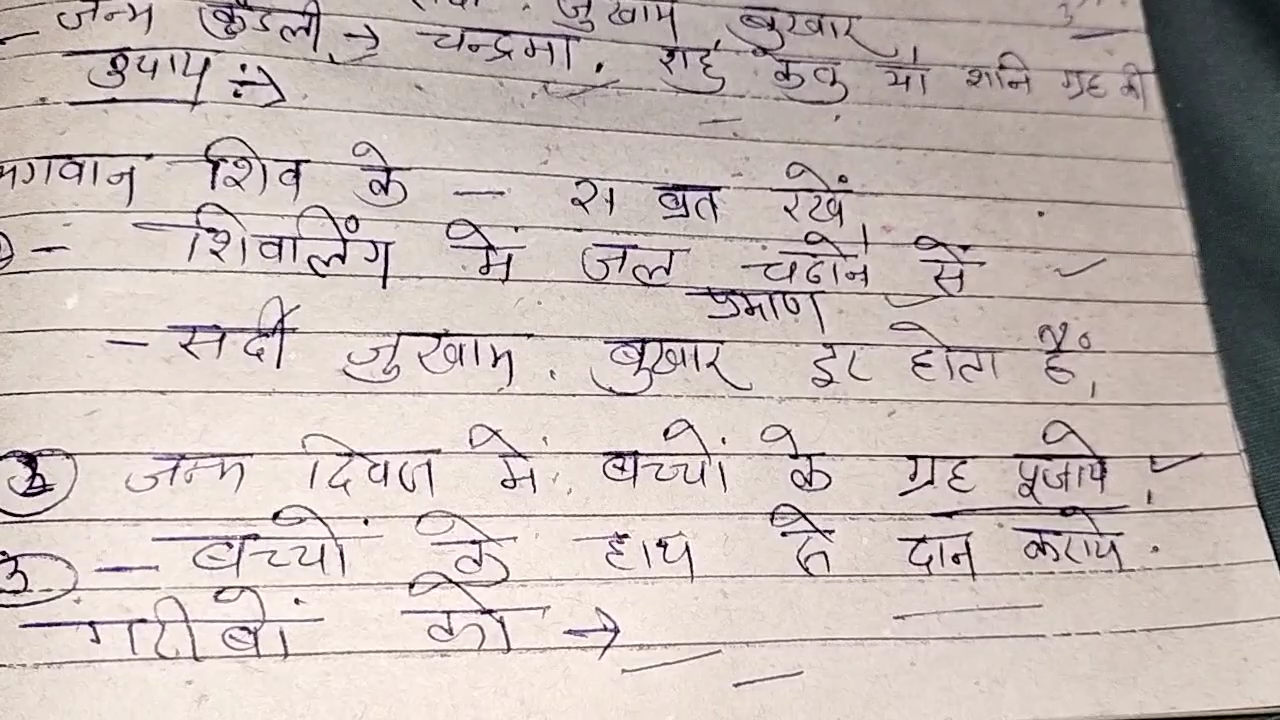 जुखाम बुखार
जन्म कुंडली → चन्द्रमा. राहु केतु या शनि ग्रह की
उपाय :→
भगवान शिव के — व्रत रखें
— शिवलिंग में जल चढाने से
प्रमाण
— सर्दी जुखाम. बुखार दुर होता है,
② जन्म दिवस में बच्चों के ग्रह पूजाये।
3 — बच्चों के हाथ से दान कराये.
गरीबों को →